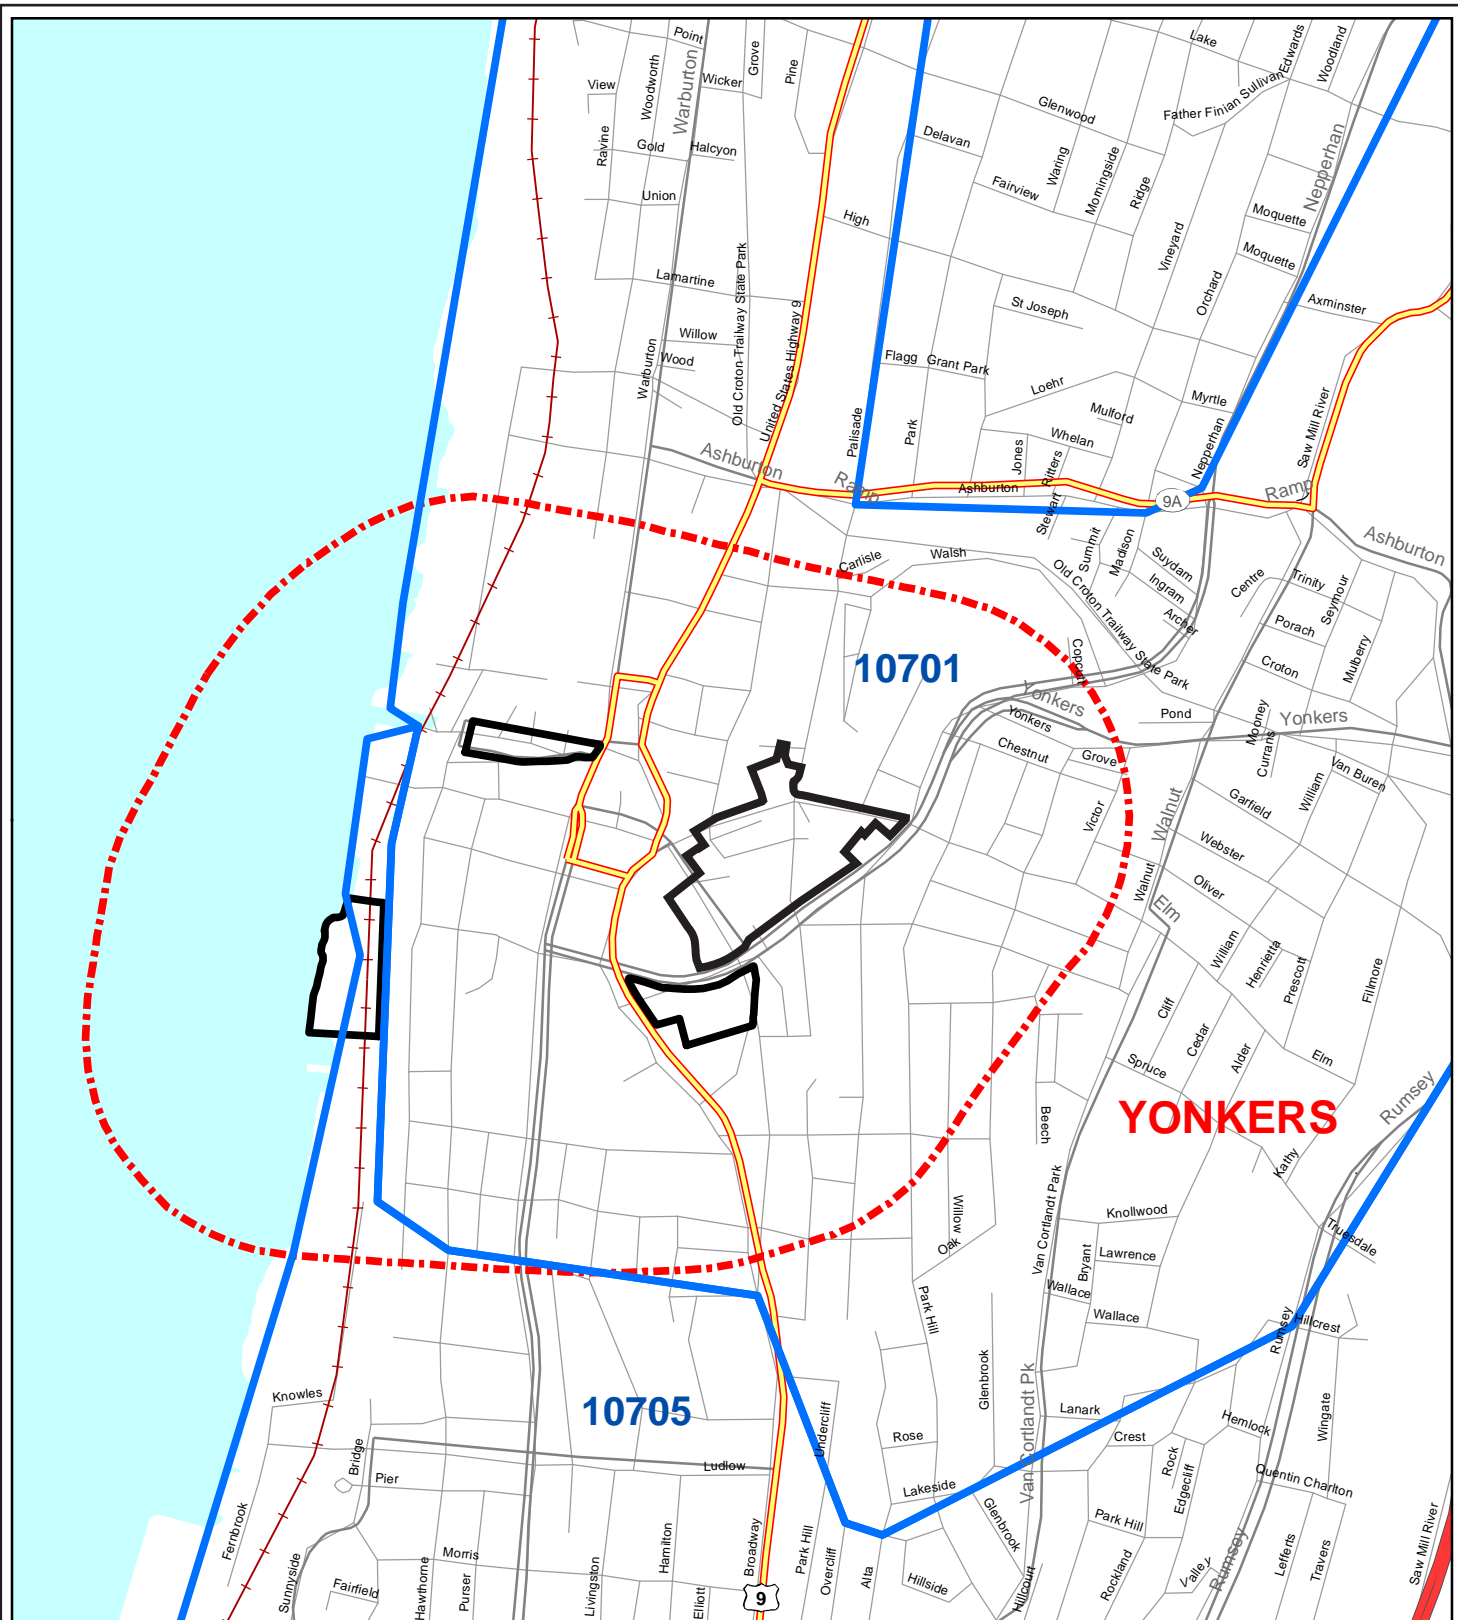 Point
Grove
Pine
Lake
Edwards
Woodland
View
Woodworth
Wicker
Warburton
Glenwood
Father Finian Sullivan
Ravine
Gold
Halcyon
Delavan
Waring
Morningside
Ridge
Nepperhan
Union
Fairview
High
Moquette
Vineyard
Moquette
Lamartine
Old Croton Trailway State Park
United States Highway 9
St Joseph
Orchard
Axminster
Willow
Wood
Warburton
Flagg
Grant Park
Loehr
Myrtle
Mulford
Palisade
Park
Whelan
Jones
Ritters
Nepperhan
Saw Mill River
Ashburton
Ramp
Ashburton
9A
Ramp
Stewart
Ashburton
Carlisle
Walsh
Summit
Madison
Suydam
Ingram
Archer
Old Croton Trailway State Park
Centre
Trinity
Seymour
Porach
Croton
Mulberry
10701
Copcutt
Yonkers
Yonkers
Pond
Mooney
Yonkers
Chestnut
Grove
Currans
William
Van Buren
Victor
Walnut
Garfield
Webster
Walnut
Oliver
Elm
William
Henrietta
Prescott
Fillmore
Cliff
Cedar
Alder
Elm
Spruce
Rumsey
Beech
YONKERS
Kathy
Van Cortlandt Park
Willow
Oak
Knollwood
Truesdale
Bryant
Lawrence
Wallace
Wallace
Park Hill
Rumsey
Hillcrest
Glenbrook
Knowles
10705
Van Cortlandt Pk
Lanark
Wingate
Undercliff
Rose
Crest
Hemlock
Bridge
Pier
Ludlow
Rock
Edgecliff
Quentin Charlton
Lakeside
Glenbrook
Park Hill
Fernbrook
Broadway
Park Hill
Overcliff
Alta
Hillside
Hillcourt
Rockland
Valley
Rumsey
Lefferts
Travers
Saw Mill River
Sunnyside
Fairfield
Hawthorne
Morris
Purser
Livingston
Hamilton
Elliott
9